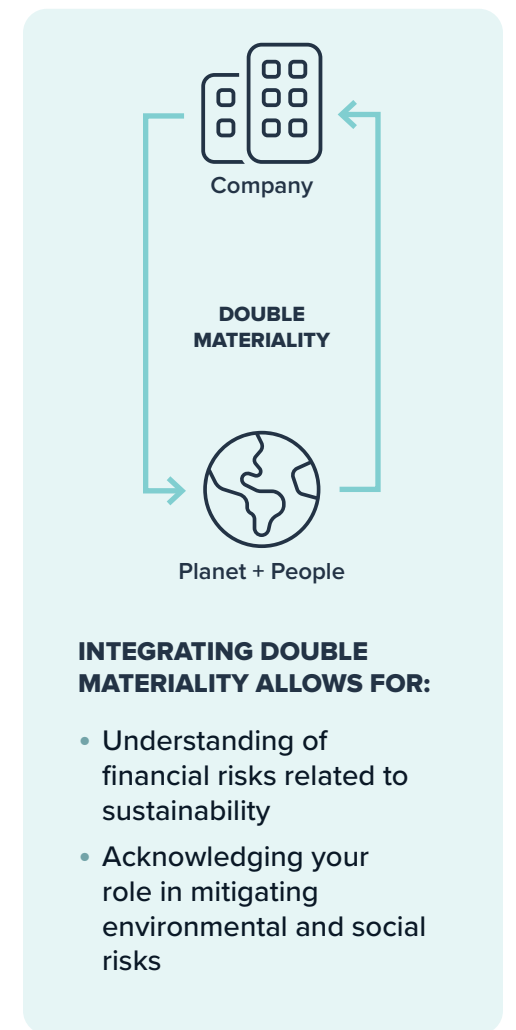 Company
DOUBLE
MATERIALITY
Planet + People
INTEGRATING DOUBLE
MATERIALITY ALLOWS FOR:
• Understanding of
financial risks related to
sustainability
• Acknowledging your
role in mitigating
environmental and social
risks